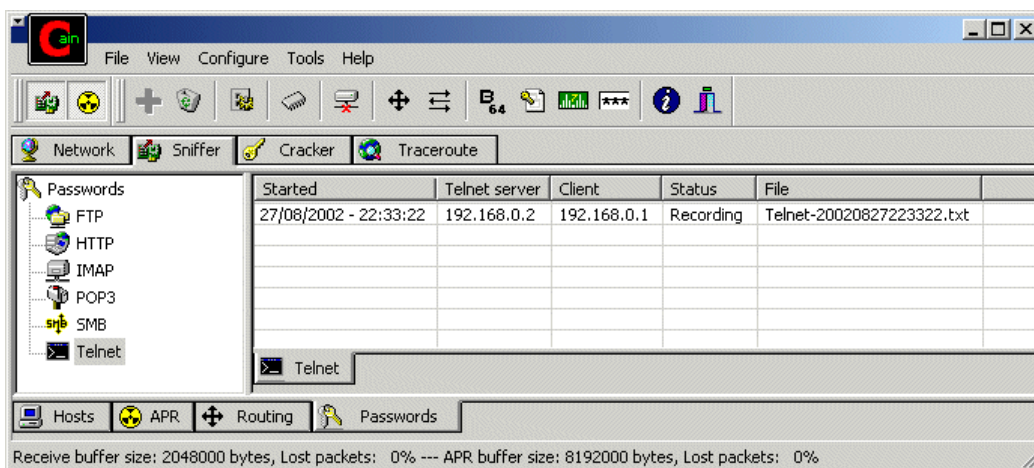 Cain
File View Configure Tools Help
B64 ***
Network Sniffer Cracker Traceroute
Passwords
FTP
HTTP
IMAP
POP3
SMB SMB
Telnet
Started Telnet server Client Status File
27/08/2002 - 22:33:22 192.168.0.2 192.168.0.1 Recording Telnet-20020827223322.txt
Telnet
Hosts APR Routing Passwords
Receive buffer size: 2048000 bytes, Lost packets: 0% --- APR buffer size: 8192000 bytes, Lost packets: 0%